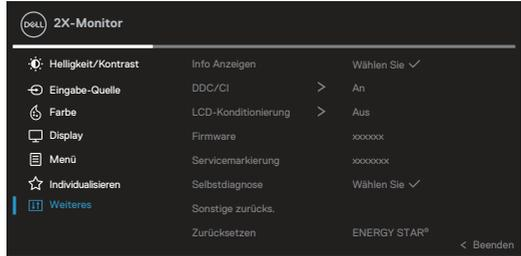 DELL 2X-Monitor
Helligkeit/Kontrast Info Anzeigen Wählen Sie ✓
Eingabe-Quelle DDC/CI > An
Farbe LCD-Konditionierung > Aus
Display Firmware xxxxxx
Menü Servicemarkierung xxxxxxx
Individualisieren Selbstdiagnose Wählen Sie ✓
Weiteres Sonstige zurücks.
Zurücksetzen ENERGY STAR®
< Beenden